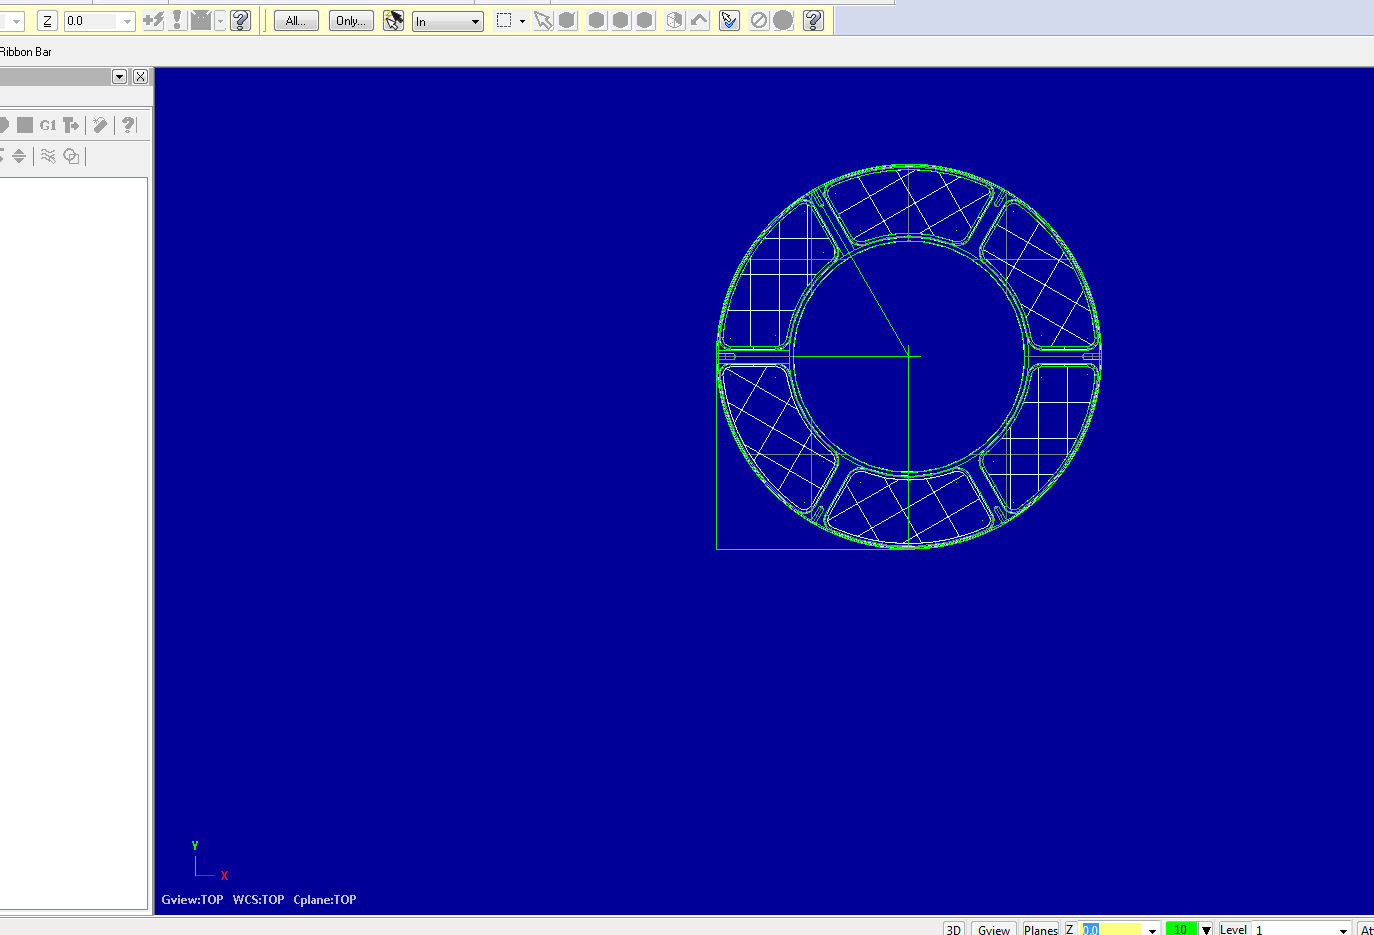 Z 0.0 All... Only... In
Ribbon Bar
G1
Y
X
Gview:TOP WCS:TOP Cplane:TOP
3D Gview Planes Z 0.0 10 Level 1 At